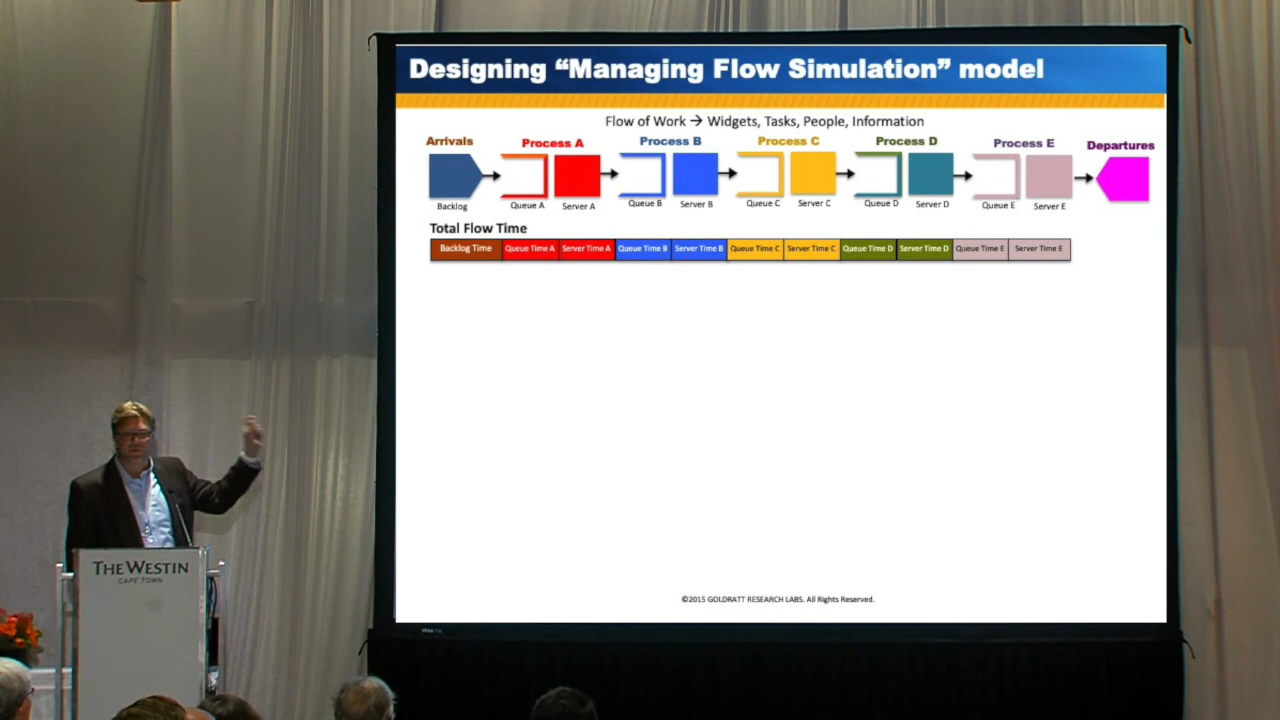 Designing “Managing Flow Simulation” model
Flow of Work → Widgets, Tasks, People, Information
Arrivals Process A Process B Process C Process D Process E Departures
Backlog Queue A Server A Queue B Server B Queue C Server C Queue D Server D Queue E Server E
Total Flow Time
Backlog Time Queue Time A Server Time A Queue Time B Server Time B Queue Time C Server Time C Queue Time D Server Time D Queue Time E Server Time E
©2015 GOLDRATT RESEARCH LABS. All Rights Reserved.
THE WESTIN
CAPE TOWN